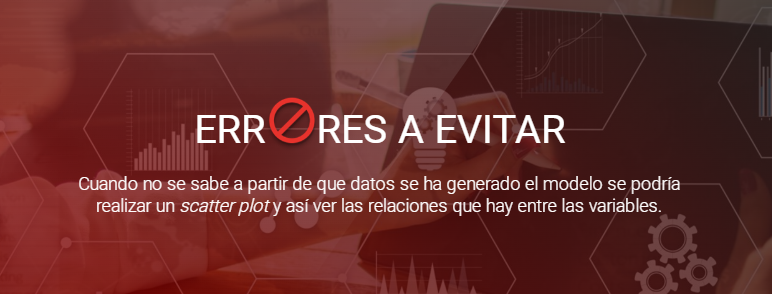 ERRORES A EVITAR
Cuando no se sabe a partir de que datos se ha generado el modelo se podría
realizar un scatter plot y así ver las relaciones que hay entre las variables.